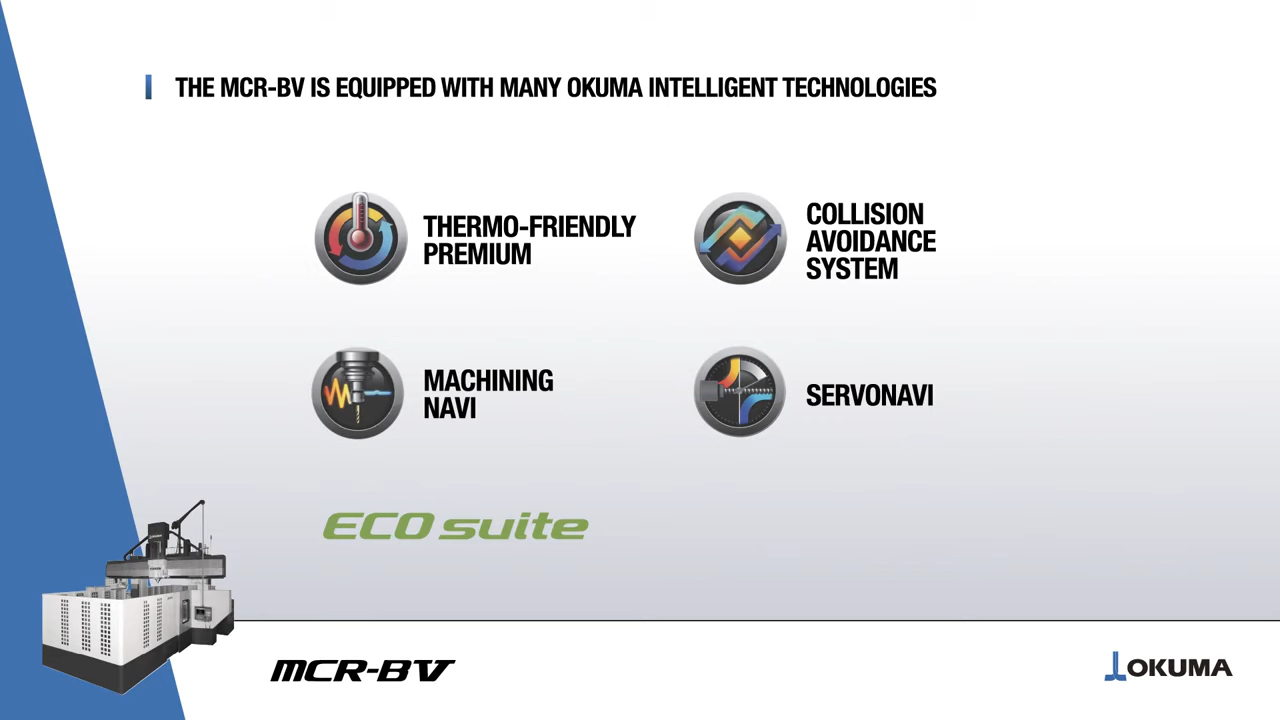 THE MCR-BV IS EQUIPPED WITH MANY OKUMA INTELLIGENT TECHNOLOGIES
THERMO-FRIENDLY
PREMIUM
COLLISION
AVOIDANCE
SYSTEM
MACHINING
NAVI
SERVONAVI
ECO suite
MCR-BV
OKUMA